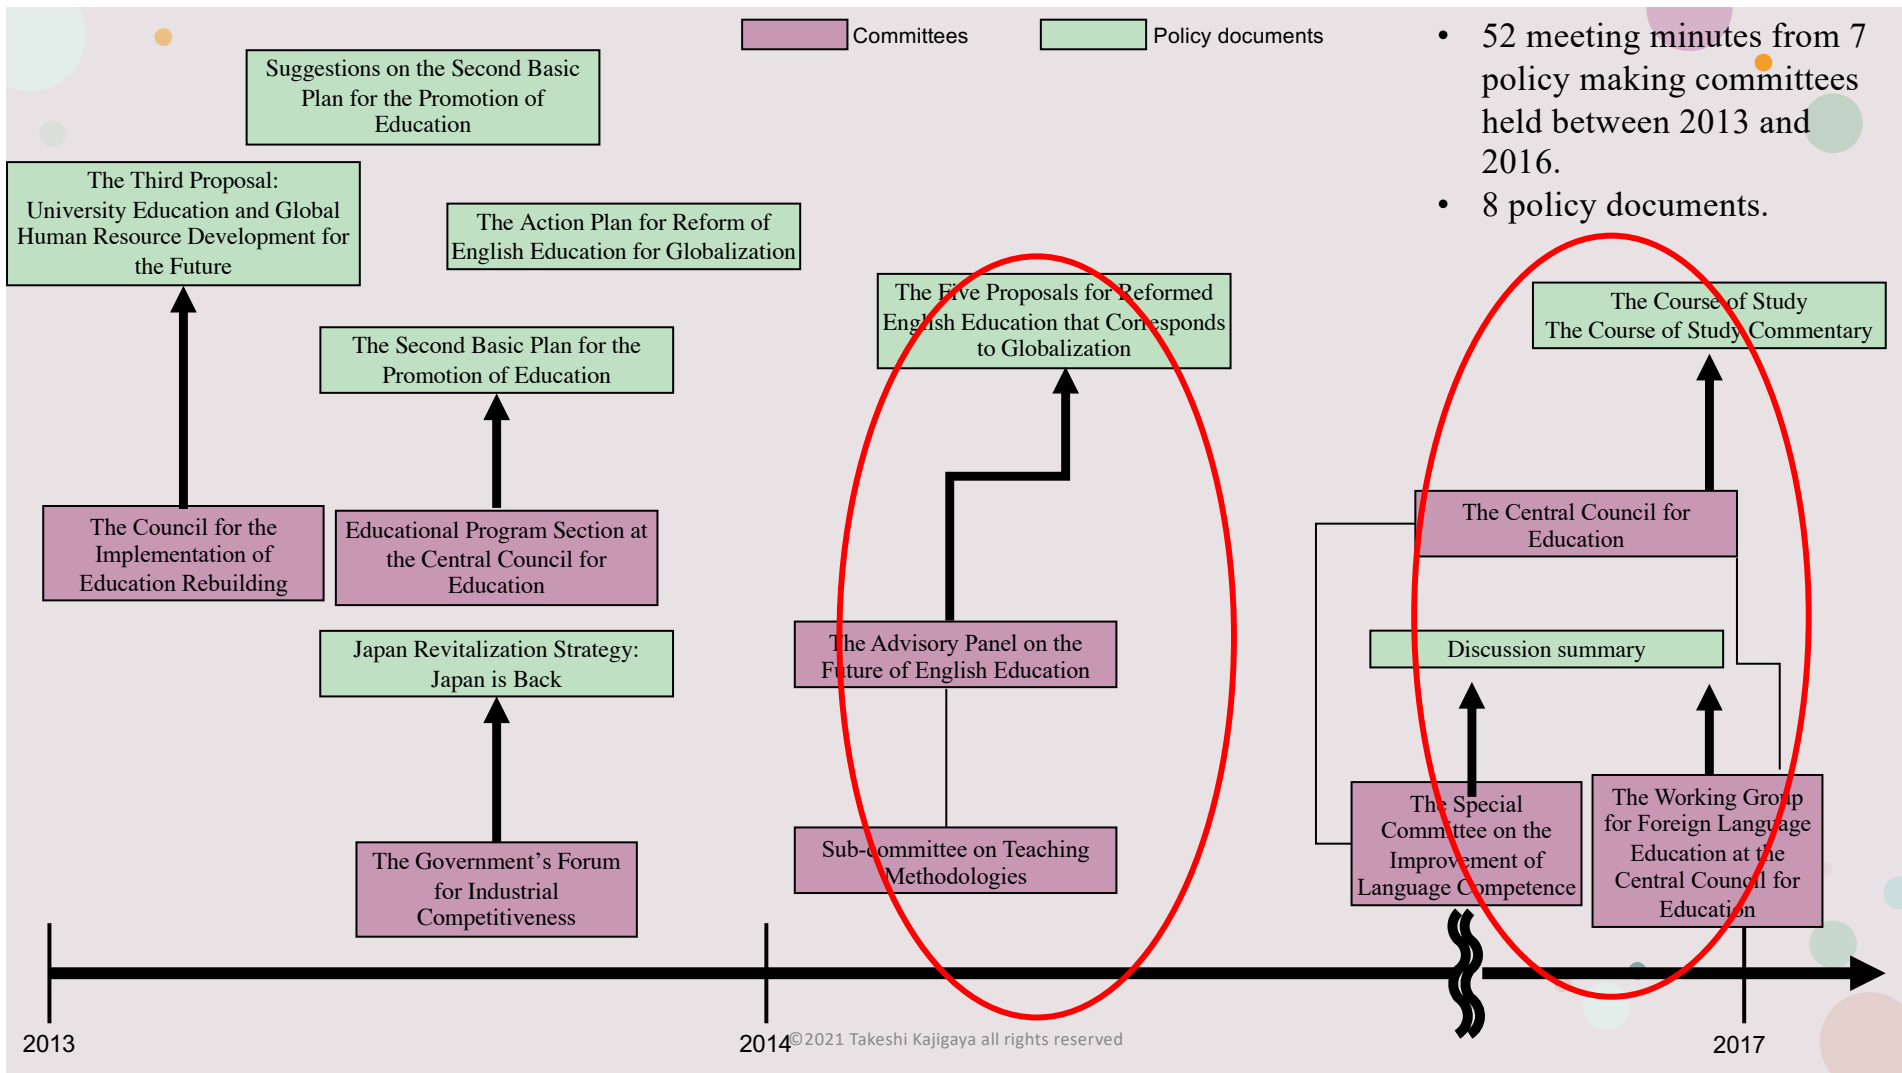 Committees
Policy documents
• 52 meeting minutes from 7
policy making committees
held between 2013 and
2016.
• 8 policy documents.
Suggestions on the Second Basic
Plan for the Promotion of
Education
The Third Proposal:
University Education and Global
Human Resource Development for
the Future
The Action Plan for Reform of
English Education for Globalization
The Second Basic Plan for the
Promotion of Education
The Council for the
Implementation of
Education Rebuilding
Educational Program Section at
the Central Council for
Education
Japan Revitalization Strategy:
Japan is Back
The Government’s Forum
for Industrial
Competitiveness
The Five Proposals for Reformed
English Education that Corresponds
to Globalization
The Advisory Panel on the
Future of English Education
Sub-committee on Teaching
Methodologies
The Course of Study
The Course of Study Commentary
The Central Council for
Education
Discussion summary
The Special
Committee on the
Improvement of
Language Competence
The Working Group
for Foreign Language
Education at the
Central Council for
Education
2013
2014
©2021 Takeshi Kajigaya all rights reserved
2017